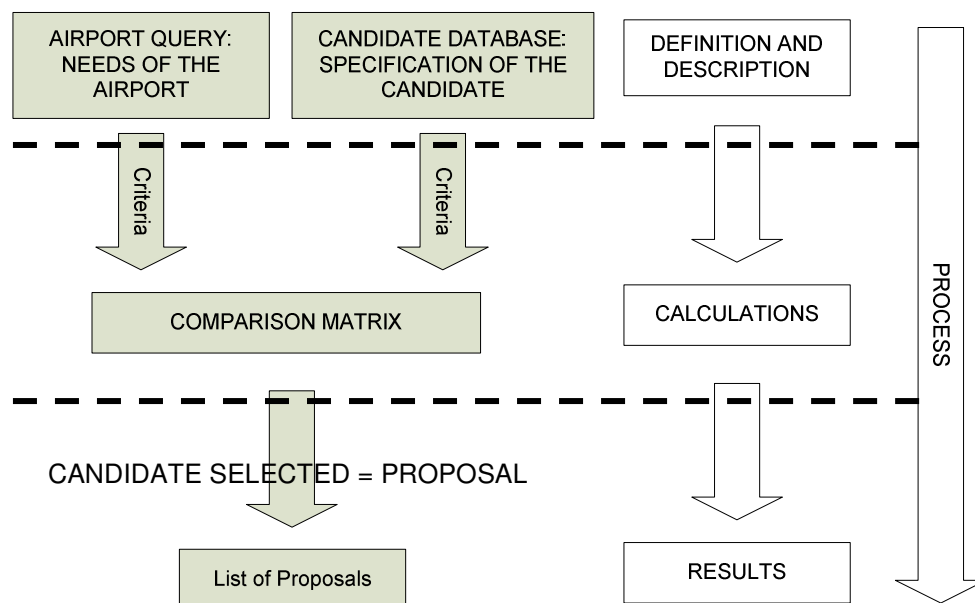 AIRPORT QUERY:
NEEDS OF THE
AIRPORT
CANDIDATE DATABASE:
SPECIFICATION OF THE
CANDIDATE
DEFINITION AND
DESCRIPTION
Criteria
Criteria
PROCESS
COMPARISON MATRIX
CALCULATIONS
CANDIDATE SELECTED = PROPOSAL
List of Proposals
RESULTS